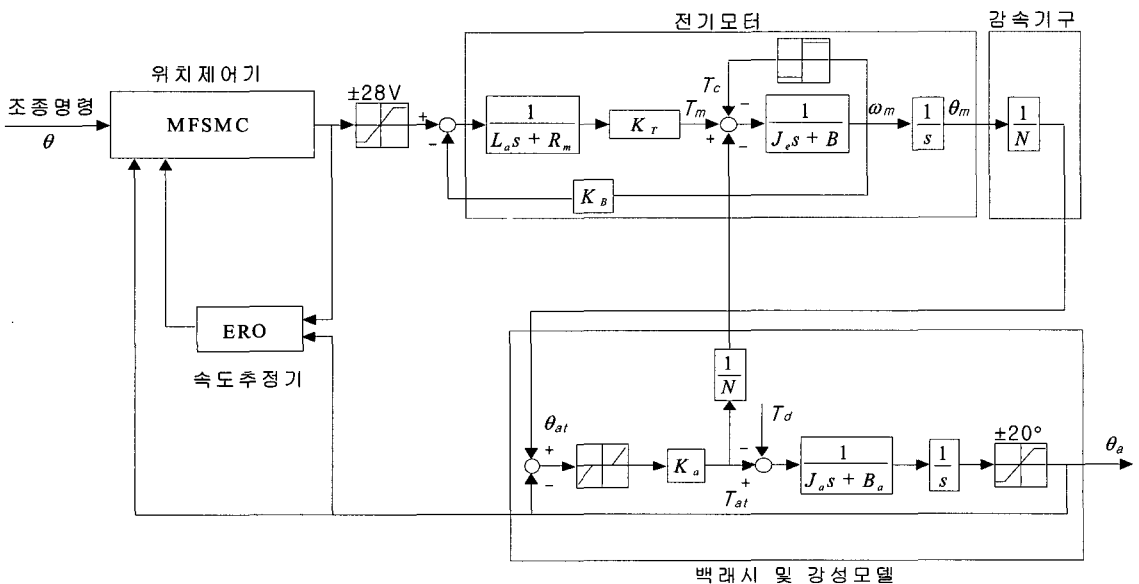 전기모터
감속기구
위치제어기
조종명령
θ
MFSMC
±28V
+
−
1
L_a s + R_m
K_T
T_m
T_c
−
+
−
1
J_e s + B
ω_m
1
s
θ_m
1
N
K_B
ERO
속도추정기
1
N
θ_at
+
−
K_a
T_at
T_d
−
+
1
J_a s + B_a
1
s
±20°
θ_a
백래시 및 강성모델